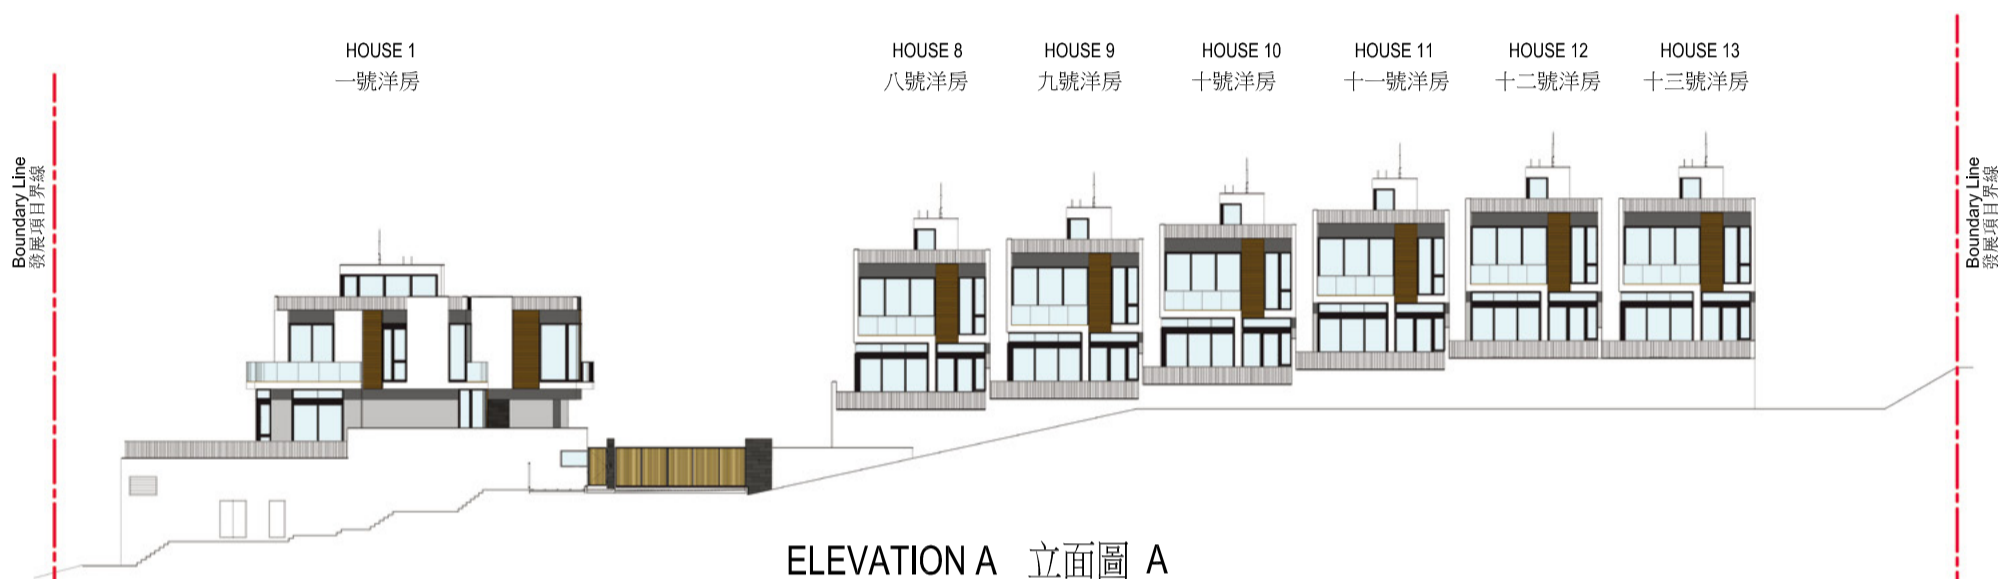 HOUSE 1
一號洋房
HOUSE 8
八號洋房
HOUSE 9
九號洋房
HOUSE 10
十號洋房
HOUSE 11
十一號洋房
HOUSE 12
十二號洋房
HOUSE 13
十三號洋房
Boundary Line
發展項目界線
Boundary Line
發展項目界線
ELEVATION A 立面圖 A